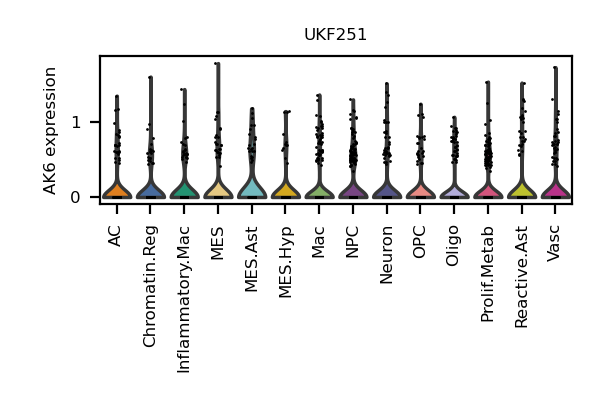 UKF251
AK6 expression
1
0
AC
Chromatin.Reg
Inflammatory.Mac
MES
MES.Ast
MES.Hyp
Mac
NPC
Neuron
OPC
Oligo
Prolif.Metab
Reactive.Ast
Vasc